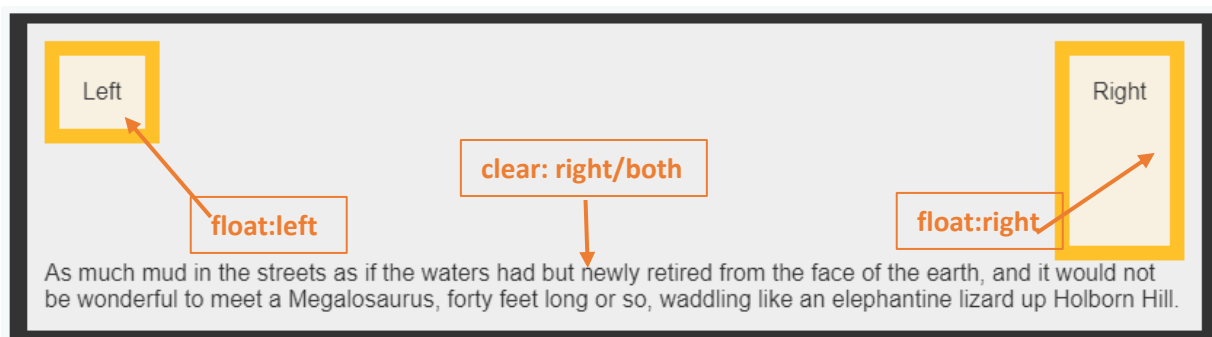 Left
Right
clear: right/both
float:left
float:right
As much mud in the streets as if the waters had but newly retired from the face of the earth, and it would not
be wonderful to meet a Megalosaurus, forty feet long or so, waddling like an elephantine lizard up Holborn Hill.